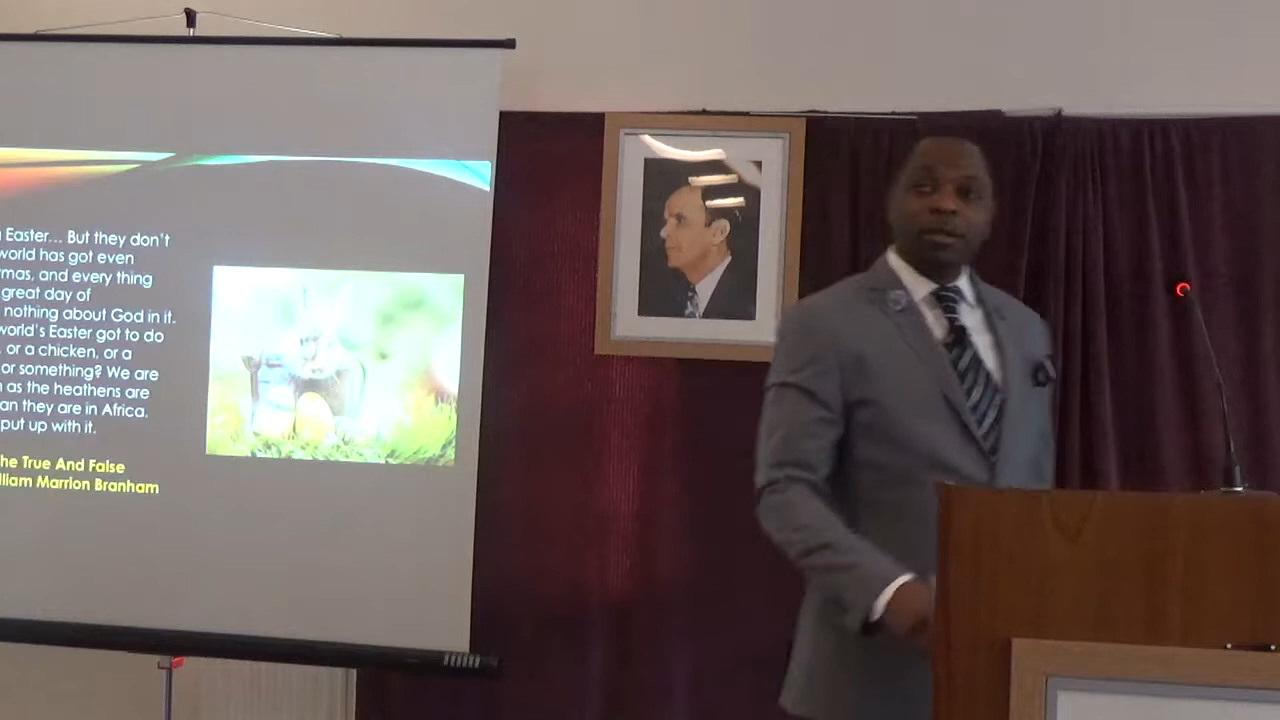 Easter... But they don't
world has got even
mas, and every thing
great day of
nothing about God in it.
world's Easter got to do
, or a chicken, or a
or something? We are
as the heathens are
an they are in Africa.
put up with it.
he True And False
lliam Marrion Branham